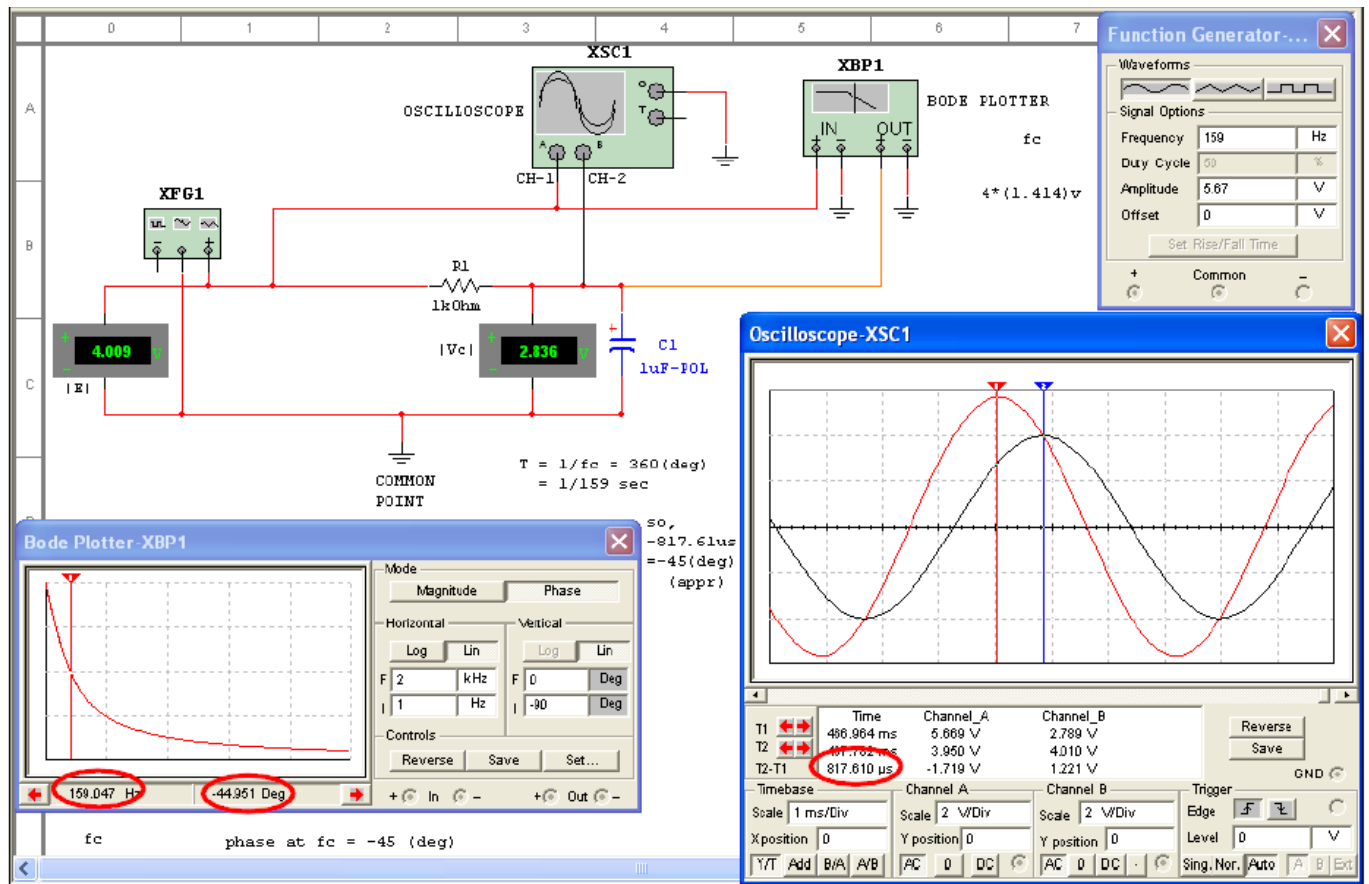 0 1 2 3 4 5 6 7
A
B
C
XSC1
OSCILLOSCOPE
G
T
A B
CH-1 CH-2
XBP1
IN OUT
BODE PLOTTER
fc
4*(1.414)v
XFG1
R1
1kOhm
4.009 V
|E|
|Vc|
2.836 V
C1
1uF-POL
COMMON
POINT
T = 1/fc = 360(deg)
= 1/159 sec
so,
-817.61us
=-45(deg)
(appr)
Function Generator-...
Waveforms
Signal Options
Frequency 159 Hz
Duty Cycle 50 %
Amplitude 5.67 V
Offset 0 V
Set Rise/Fall Time
+ Common -
Bode Plotter-XBP1
1
Mode
Magnitude Phase
Horizontal Vertical
Log Lin Log Lin
F 2 kHz F 0 Deg
I 1 Hz I -90 Deg
Controls
Reverse Save Set...
159.047 Hz -44.951 Deg
+ In - + Out -
fc phase at fc = -45 (deg)
Oscilloscope-XSC1
1 2
Time Channel_A Channel_B
T1 486.964 ms 5.669 V 2.789 V
T2 3.950 V 4.010 V
T2-T1 817.610 µs -1.719 V 1.221 V
Reverse
Save
GND
Timebase Channel A Channel B Trigger
Scale 1 ms/Div Scale 2 V/Div Scale 2 V/Div Edge
X position 0 Y position 0 Y position 0 Level 0 V
Y/T Add B/A A/B AC 0 DC AC 0 DC - Sing. Nor. Auto A B Ext